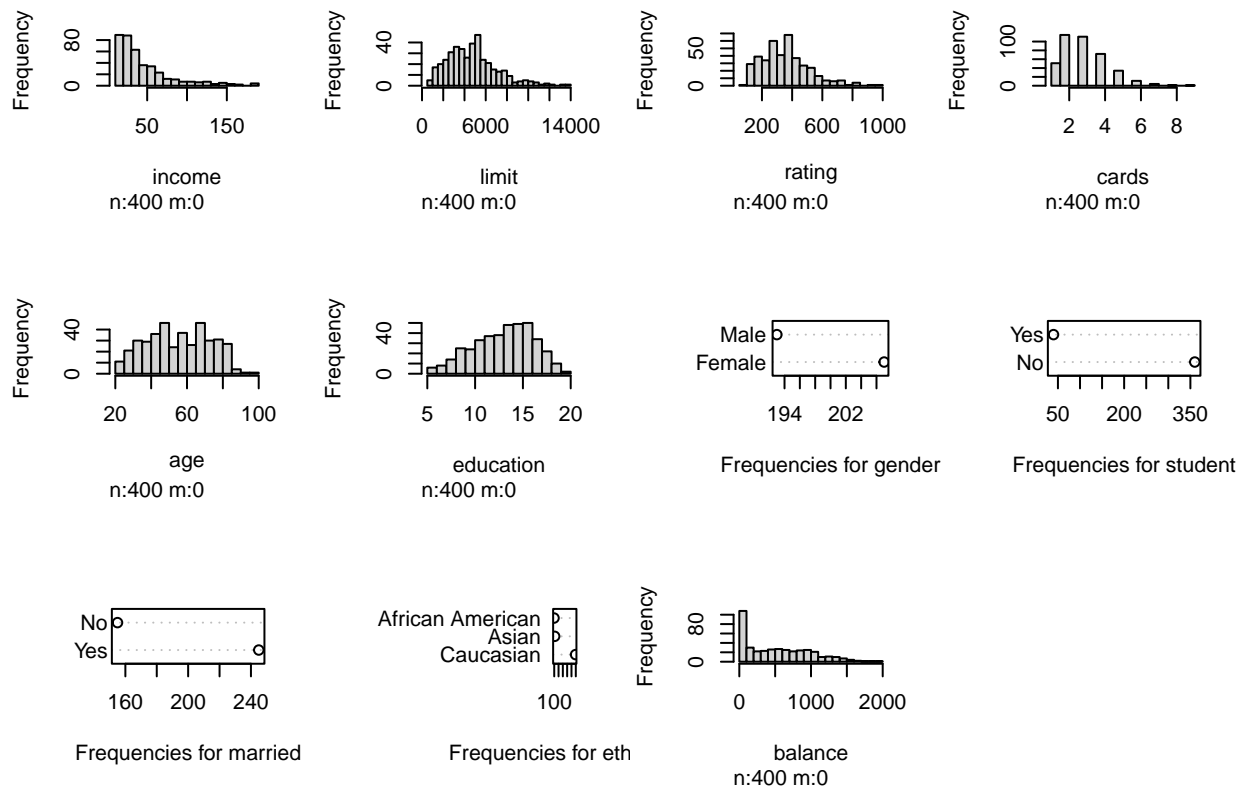 Frequency
0
80
50
150
income
n:400 m:0
Frequency
0
40
0
6000
14000
limit
n:400 m:0
Frequency
0
50
200
600
1000
rating
n:400 m:0
Frequency
0
100
2
4
6
8
cards
n:400 m:0
Frequency
0
40
20
60
100
age
n:400 m:0
Frequency
0
40
5
10
15
20
education
n:400 m:0
Male
Female
194
202
Frequencies for gender
Yes
No
50
200
350
Frequencies for student
No
Yes
160
200
240
Frequencies for married
African American
Asian
Caucasian
100
Frequencies for eth
Frequency
0
80
0
1000
2000
balance
n:400 m:0